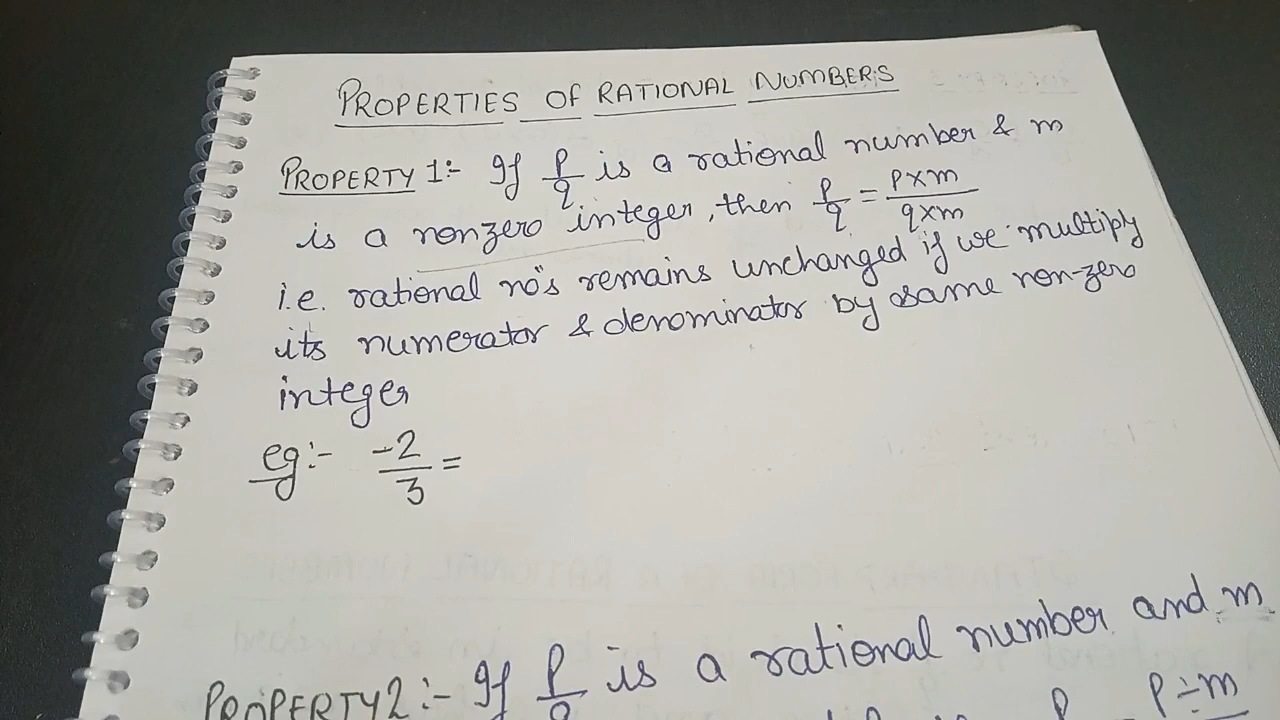 PROPERTIES OF RATIONAL NUMBERS
PROPERTY 1:- If p/q is a rational number & m
is a nonzero integer, then p/q = p×m/q×m
i.e. rational no's remains unchanged if we multiply
its numerator & denominator by same non-zero
integer
eg:- -2/3 =
PROPERTY 2:- If p/q is a rational number and m
p p÷m